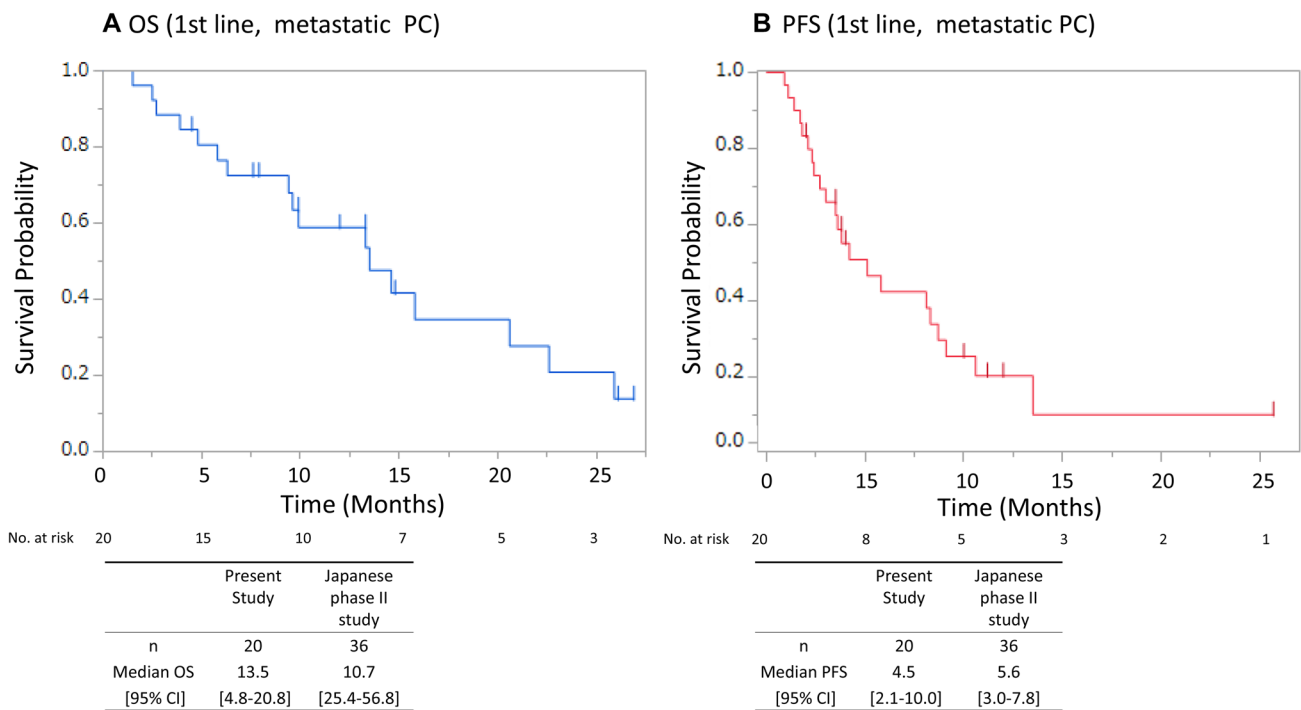 A OS (1st line, metastatic PC)
1.0
0.8
0.6
0.4
0.2
0.0
Survival Probability
0 5 10 15 20 25
Time (Months)
No. at risk 20 15 10 7 5 3
Present Study Japanese phase II study
n 20 36
Median OS 13.5 10.7
[95% CI] [4.8-20.8] [25.4-56.8]
B PFS (1st line, metastatic PC)
1.0
0.8
0.6
0.4
0.2
0.0
Survival Probability
0 15 10 15 20 25
Time (Months)
No. at risk 20 8 5 3 2 1
Present Study Japanese phase II study
n 20 36
Median PFS 4.5 5.6
[95% CI] [2.1-10.0] [3.0-7.8]